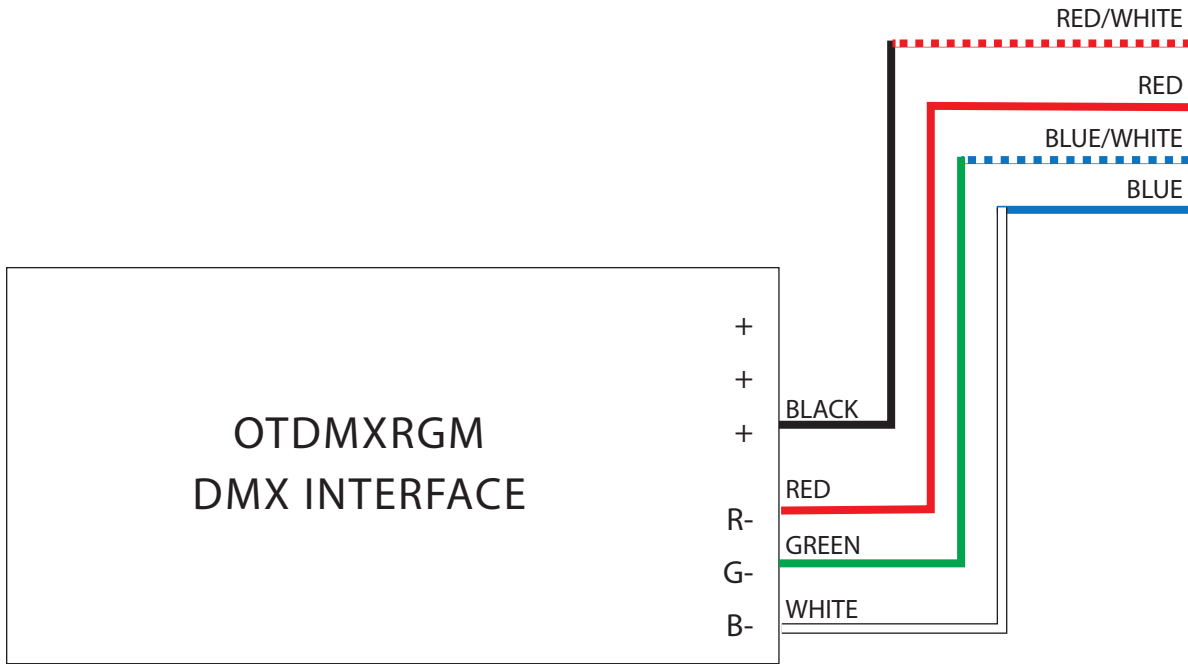 RED/WHITE
RED
BLUE/WHITE
BLUE
+
+
BLACK
+
OTDMXRGM
DMX INTERFACE
RED
R-
GREEN
G-
WHITE
B-